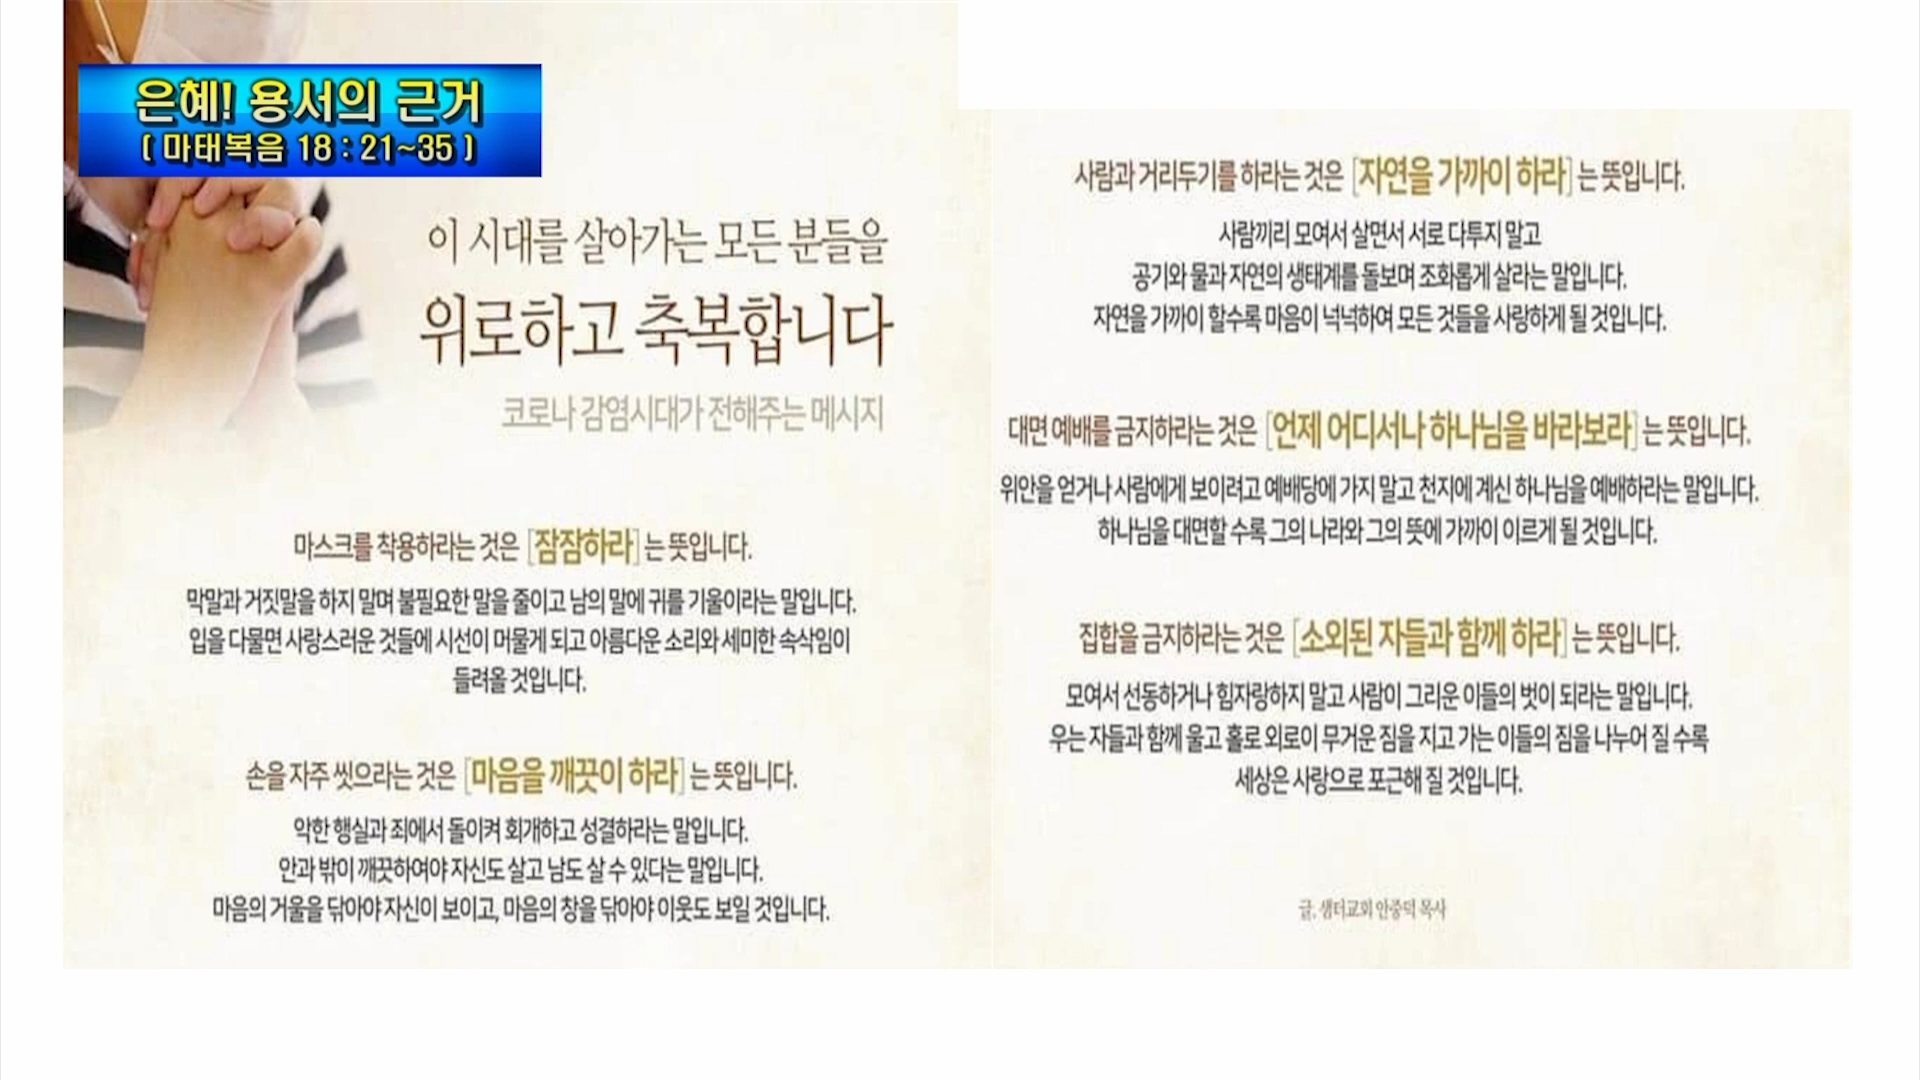 은혜! 용서의 근거
( 마태복음 18 : 21~35 )
이 시대를 살아가는 모든 분들을
위로하고 축복합니다
코로나 감염시대가 전해주는 메시지
마스크를 착용하라는 것은 [잠잠하라] 는 뜻입니다.
막말과 거짓말을 하지 말며 불필요한 말을 줄이고 남의 말에 귀를 기울이라는 말입니다.
입을 다물면 사랑스러운 것들에 시선이 머물게 되고 아름다운 소리와 세미한 속삭임이
들려올 것입니다.
손을 자주 씻으라는 것은 [마음을 깨끗이 하라] 는 뜻입니다.
악한 행실과 죄에서 돌이켜 회개하고 성결하라는 말입니다.
안과 밖이 깨끗하여야 자신도 살고 남도 살 수 있다는 말입니다.
마음의 거울을 닦아야 자신이 보이고, 마음의 창을 닦아야 이웃도 보일 것입니다.
사람과 거리두기를 하라는 것은 [자연을 가까이 하라] 는 뜻입니다.
사람끼리 모여서 살면서 서로 다투지 말고
공기와 물과 자연의 생태계를 돌보며 조화롭게 살라는 말입니다.
자연을 가까이 할수록 마음이 넉넉하여 모든 것들을 사랑하게 될 것입니다.
대면 예배를 금지하라는 것은 [언제 어디서나 하나님을 바라보라] 는 뜻입니다.
위안을 얻거나 사람에게 보이려고 예배당에 가지 말고 천지에 계신 하나님을 예배하라는 말입니다.
하나님을 대면할 수록 그의 나라와 그의 뜻에 가까이 이르게 될 것입니다.
집합을 금지하라는 것은 [소외된 자들과 함께 하라] 는 뜻입니다.
모여서 선동하거나 힘자랑하지 말고 사람이 그리운 이들의 벗이 되라는 말입니다.
우는 자들과 함께 울고 홀로 외로이 무거운 짐을 지고 가는 이들의 짐을 나누어 질 수록
세상은 사랑으로 포근해 질 것입니다.
글. 샘터교회 안중덕 목사